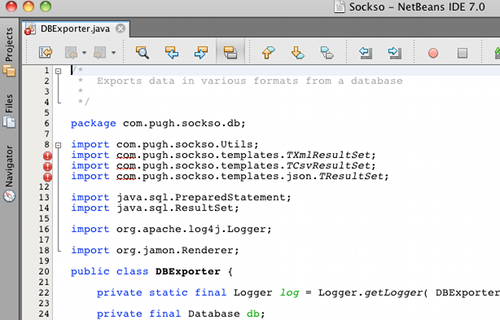 Sockso – NetBeans IDE 7.0
DBExporter.java
Projects
Files
Navigator
1 /*
2 * Exports data in various formats from a database
3 *
4 */
5
6 package com.pugh.sockso.db;
7
8 import com.pugh.sockso.Utils;
import com.pugh.sockso.templates.TXmlResultSet;
import com.pugh.sockso.templates.TCsvResultSet;
import com.pugh.sockso.templates.json.TResultSet;
12
13 import java.sql.PreparedStatement;
14 import java.sql.ResultSet;
15
16 import org.apache.log4j.Logger;
17
18 import org.jamon.Renderer;
19
20 public class DBExporter {
21
22 private static final Logger log = Logger.getLogger( DBExporter
23
24 private final Database db;